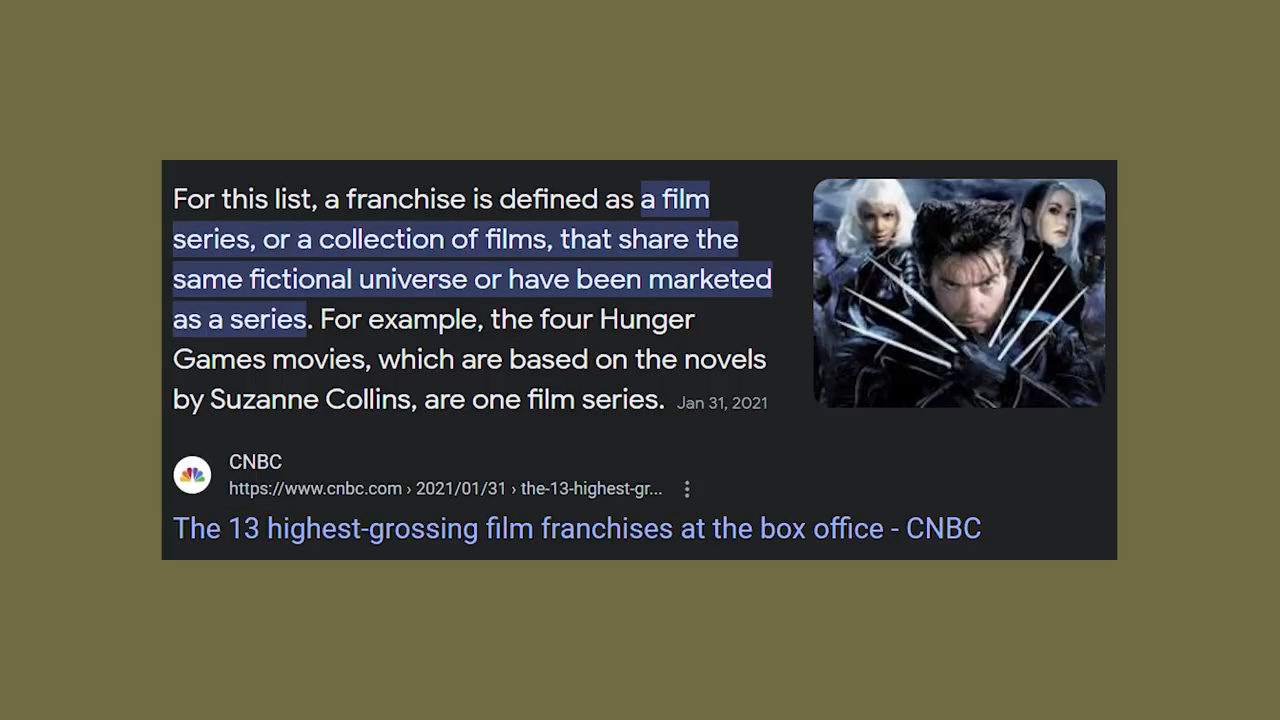 For this list, a franchise is defined as a film
series, or a collection of films, that share the
same fictional universe or have been marketed
as a series. For example, the four Hunger
Games movies, which are based on the novels
by Suzanne Collins, are one film series. Jan 31, 2021
CNBC
https://www.cnbc.com › 2021/01/31 › the-13-highest-gr...
The 13 highest-grossing film franchises at the box office - CNBC